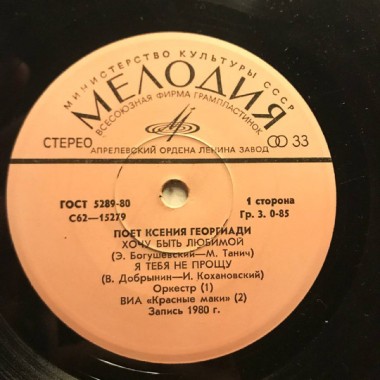 МИНИСТЕРСТВО КУЛЬТУРЫ СССР
МЕЛОДИЯ
ВСЕСОЮЗНАЯ ФИРМА ГРАМПЛАСТИНОК
СТЕРЕО
33
АПРЕЛЕВСКИЙ ОРДЕНА ЛЕНИНА ЗАВОД
ГОСТ 5289-80
1 сторона
С62—15279
Гр. 3. 0-85
ПОЕТ КСЕНИЯ ГЕОРГИАДИ
ХОЧУ БЫТЬ ЛЮБИМОЙ
(Э. Богушевский—М. Танич)
Я ТЕБЯ НЕ ПРОЩУ
(В. Добрынин—И. Кохановский)
Оркестр (1)
ВИА «Красные маки» (2)
Запись 1980 г.